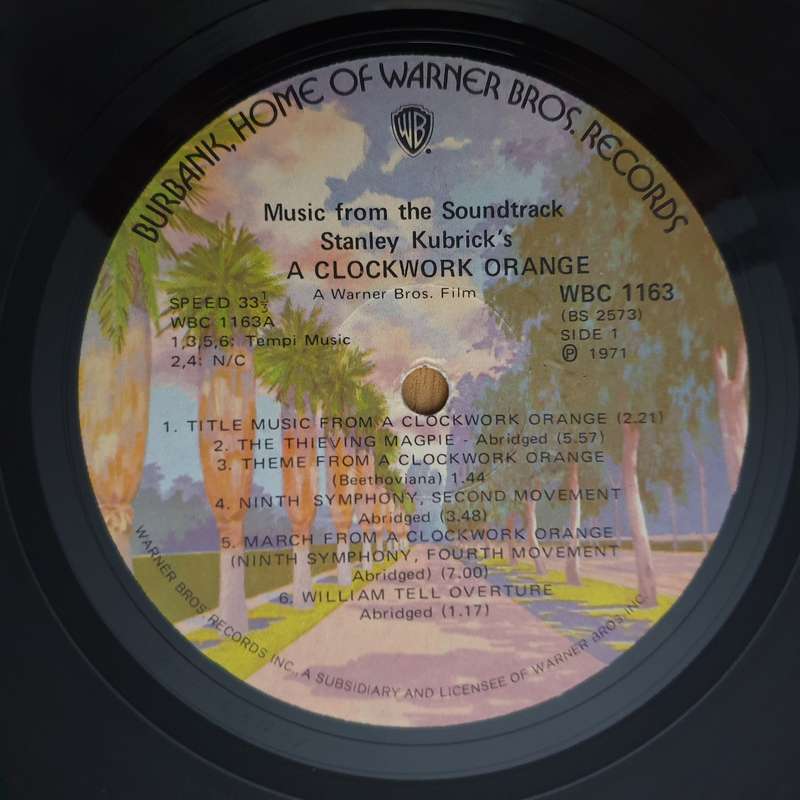 BURBANK, HOME OF WARNER BROS. RECORDS
WB
Music from the Soundtrack
Stanley Kubrick's
A CLOCKWORK ORANGE
A Warner Bros. Film
SPEED 33⅓
WBC 1163A
1,3,5,6: Tempi Music
2,4: N/C
WBC 1163
(BS 2573)
SIDE 1
℗ 1971
1. TITLE MUSIC FROM A CLOCKWORK ORANGE (2.21)
2. THE THIEVING MAGPIE - Abridged (5.57)
3. THEME FROM A CLOCKWORK ORANGE
(Beethoviana) 1.44
4. NINTH SYMPHONY, SECOND MOVEMENT
Abridged (3.48)
5. MARCH FROM A CLOCKWORK ORANGE
(NINTH SYMPHONY, FOURTH MOVEMENT
Abridged) (7.00)
6. WILLIAM TELL OVERTURE
Abridged (1.17)
WARNER BROS. RECORDS INC., A SUBSIDIARY AND LICENSEE OF WARNER BROS. INC.